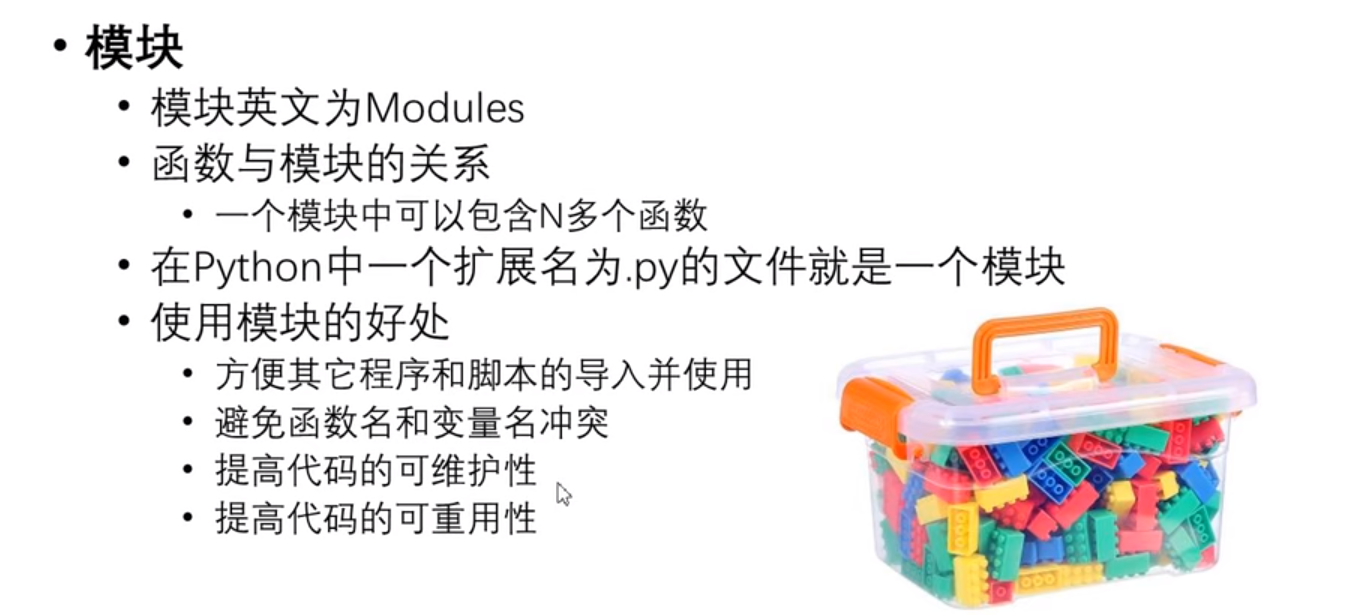 • 模块
• 模块英文为Modules
• 函数与模块的关系
• 一个模块中可以包含N多个函数
• 在Python中一个扩展名为.py的文件就是一个模块
• 使用模块的好处
• 方便其它程序和脚本的导入并使用
• 避免函数名和变量名冲突
• 提高代码的可维护性
• 提高代码的可重用性